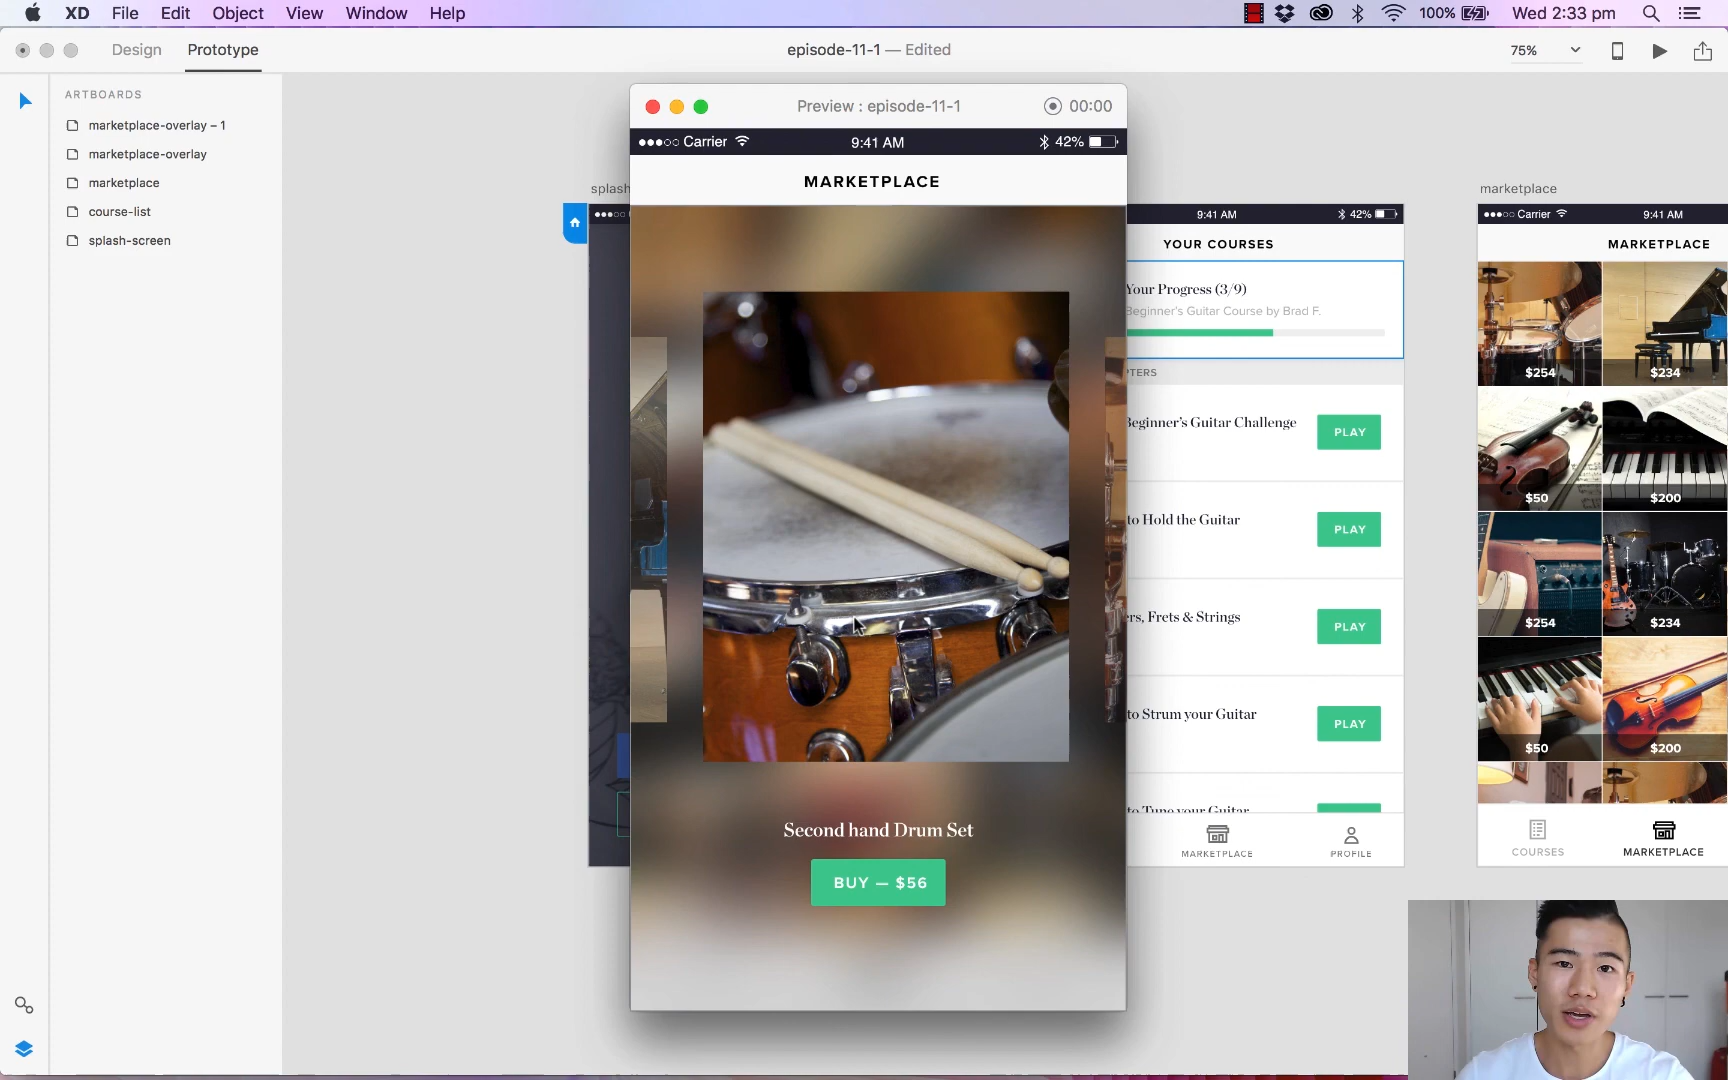 XD File Edit Object View Window Help
100% Wed 2:33 pm
Design Prototype
episode-11-1 — Edited
75%
ARTBOARDS
marketplace-overlay – 1
marketplace-overlay
marketplace
course-list
splash-screen
Preview : episode-11-1
00:00
Carrier 9:41 AM 42%
MARKETPLACE
Second hand Drum Set
BUY — $56
splash
9:41 AM 42%
YOUR COURSES
Your Progress (3/9)
Beginner's Guitar Course by Brad F.
Beginner's Guitar Challenge
PLAY
to Hold the Guitar
PLAY
Frets & Strings
PLAY
to Strum your Guitar
PLAY
to Tune your Guitar
MARKETPLACE PROFILE
marketplace
Carrier 9:41 AM
MARKETPLACE
$254 $234
$50 $200
$254 $234
$50 $200
COURSES MARKETPLACE